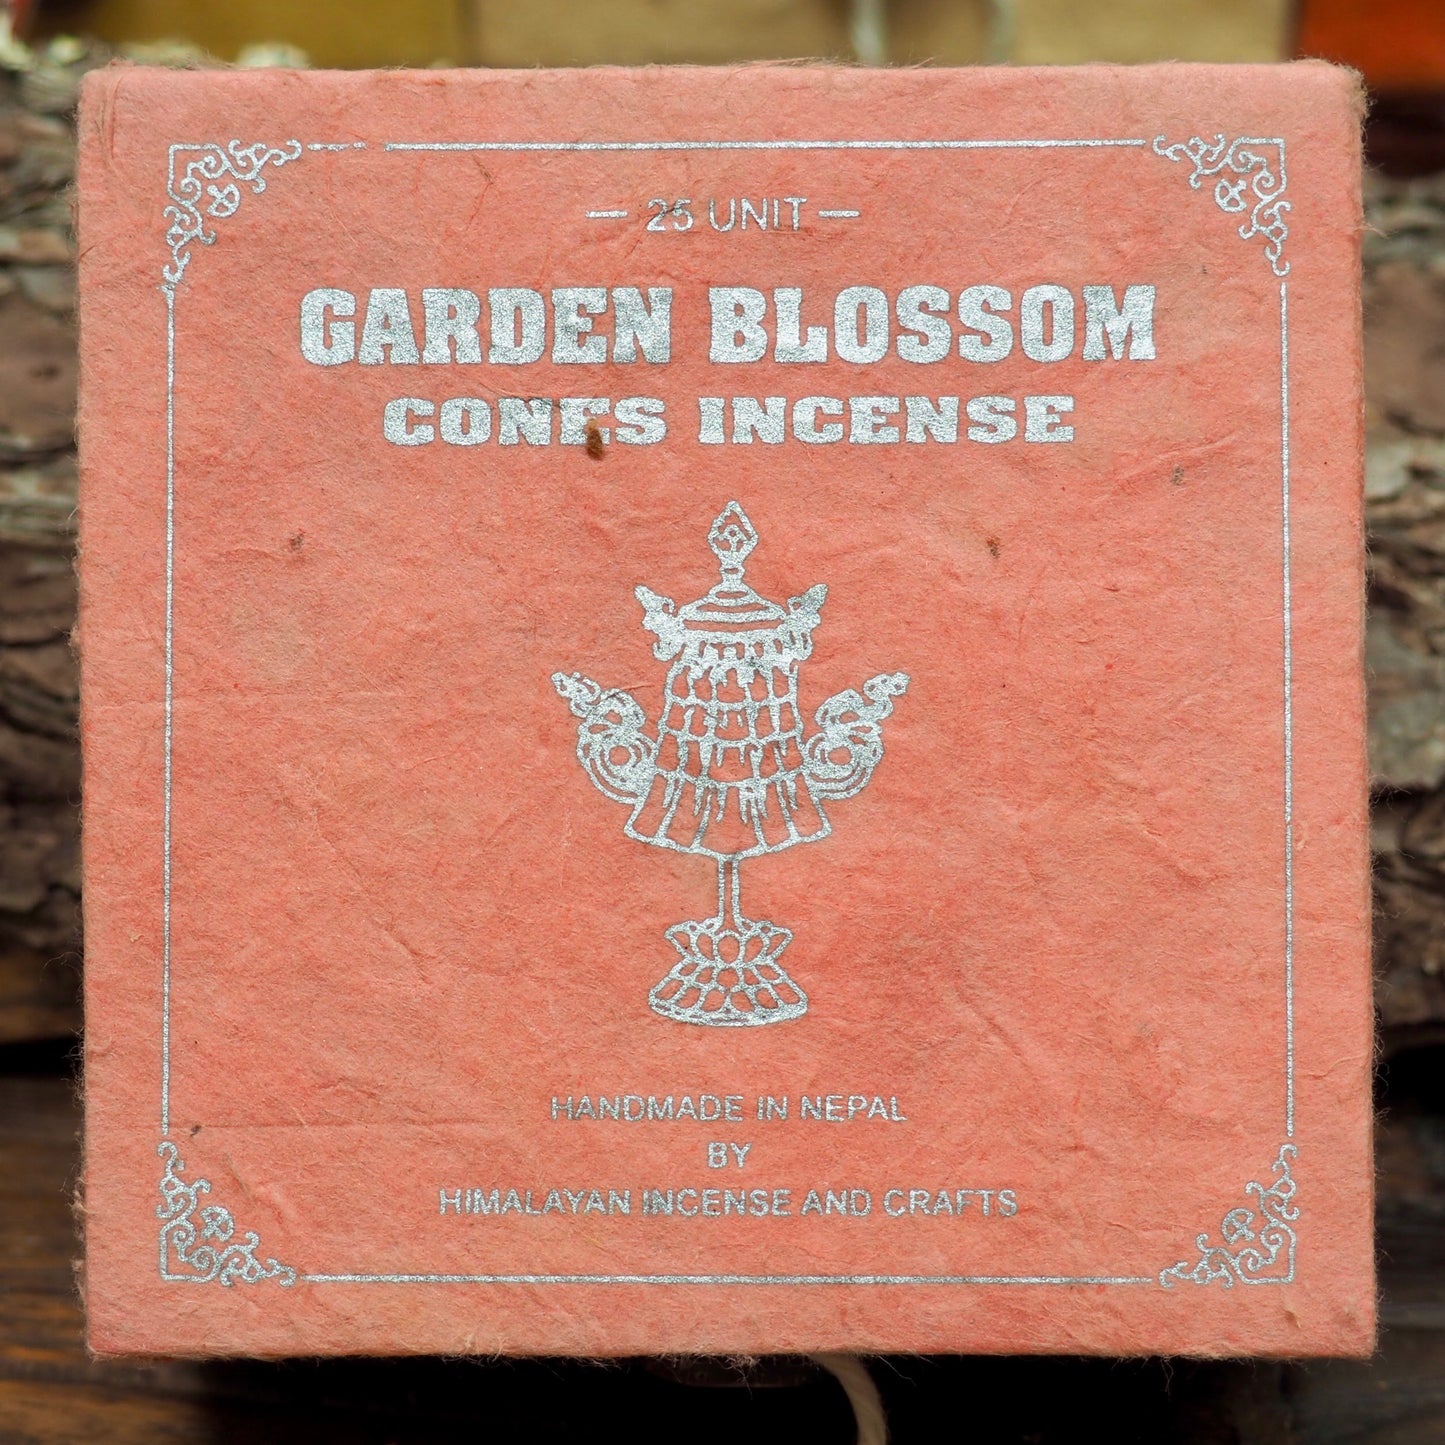 — 25 UNIT —
GARDEN BLOSSOM
CONES INCENSE
HANDMADE IN NEPAL
BY
HIMALAYAN INCENSE AND CRAFTS